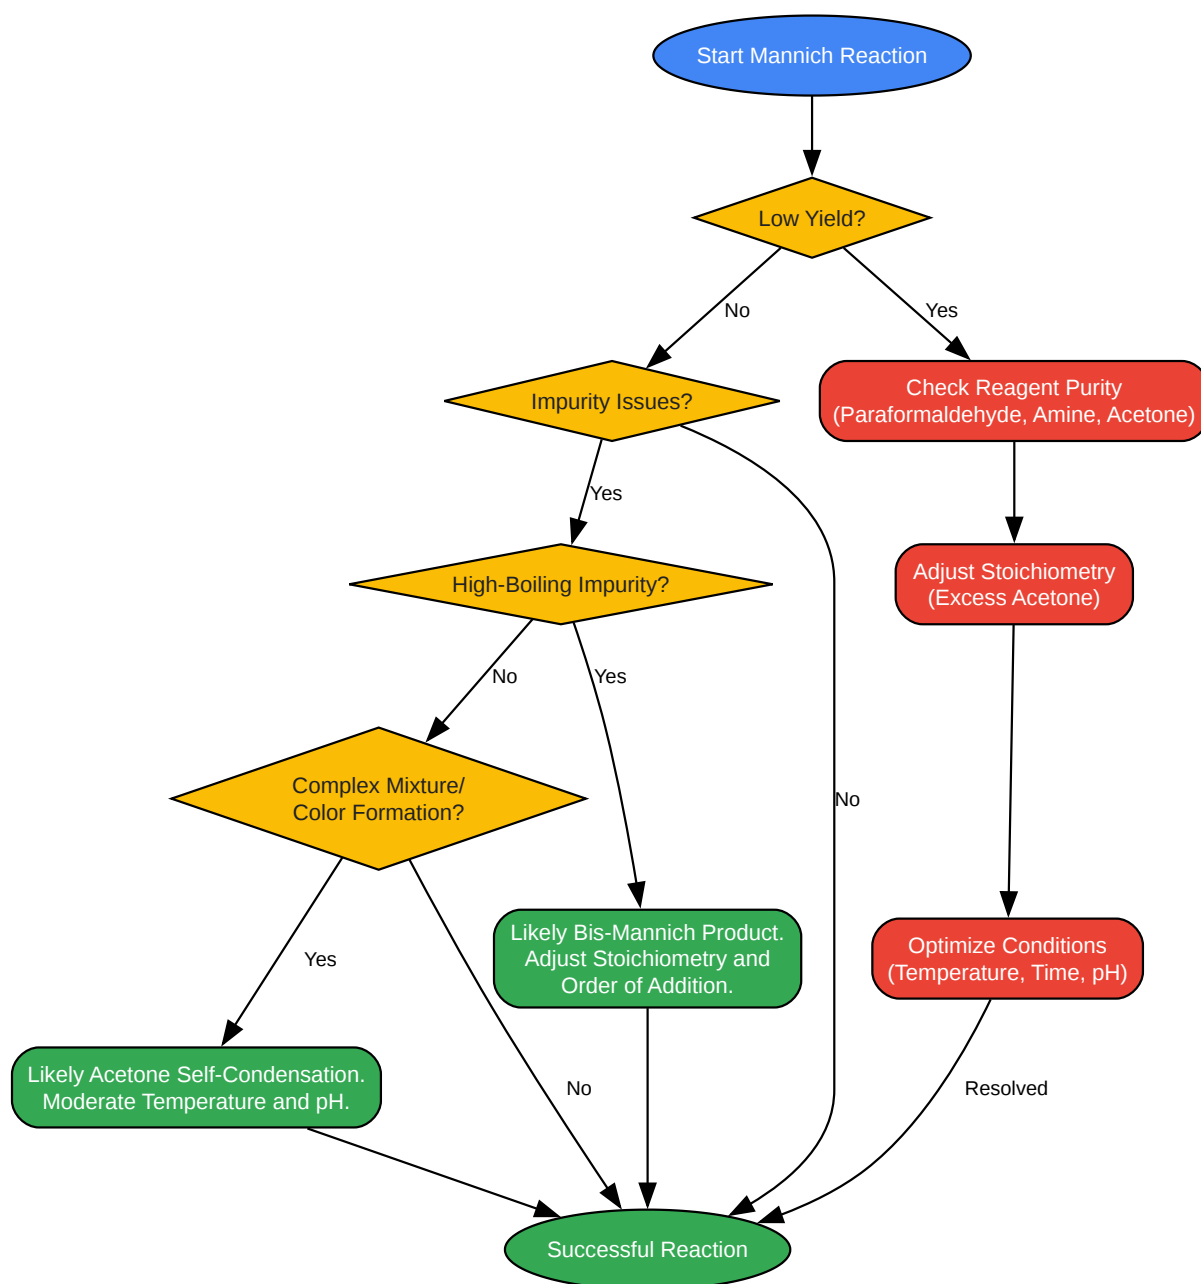 Start Mannich Reaction
Low Yield?
No
Yes
Impurity Issues?
Check Reagent Purity
(Paraformaldehyde, Amine, Acetone)
Yes
High-Boiling Impurity?
Adjust Stoichiometry
(Excess Acetone)
No
Yes
Complex Mixture/
Color Formation?
No
Likely Bis-Mannich Product.
Adjust Stoichiometry and
Order of Addition.
Optimize Conditions
(Temperature, Time, pH)
Yes
Likely Acetone Self-Condensation.
Moderate Temperature and pH.
No
Resolved
Successful Reaction